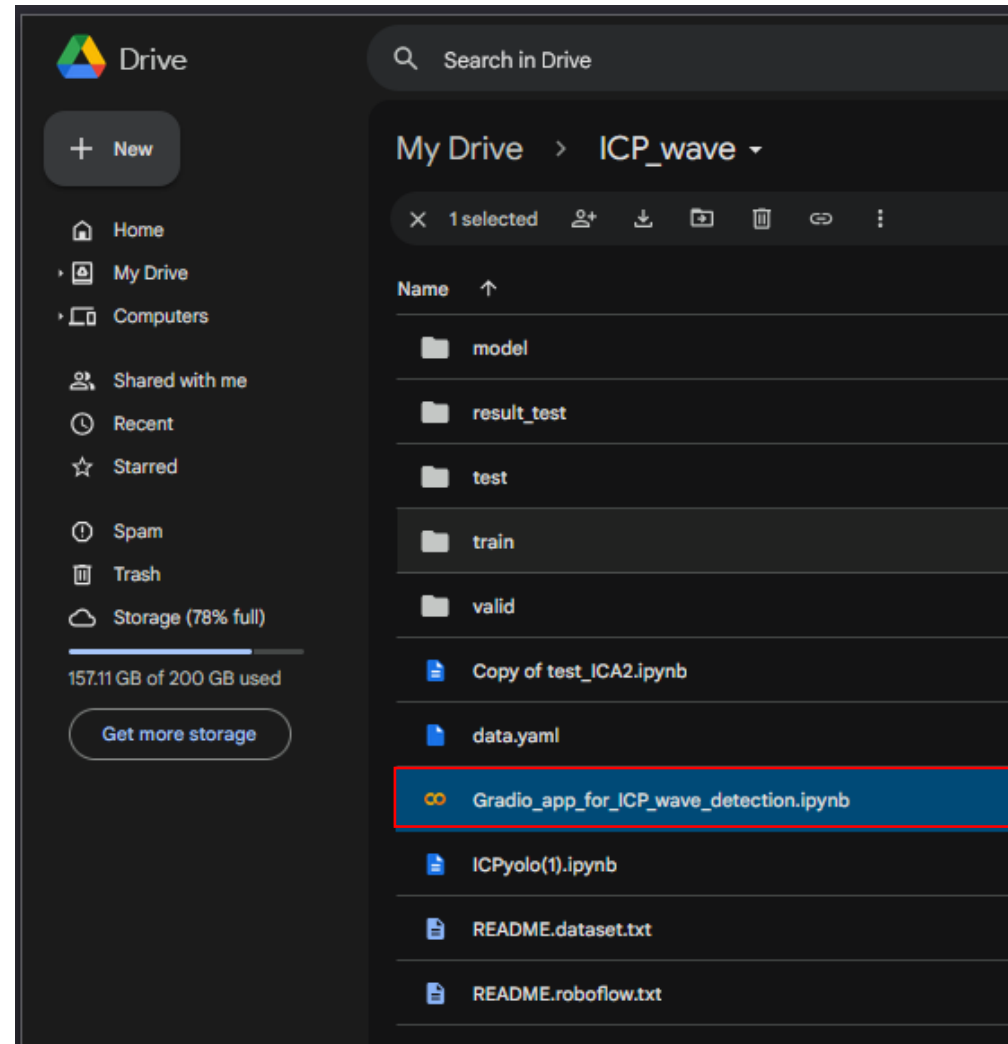 Drive
Search in Drive
New
Home
My Drive
Computers
Shared with me
Recent
Starred
Spam
Trash
Storage (78% full)
157.11 GB of 200 GB used
Get more storage
My Drive > ICP_wave
1 selected
Name
model
result_test
test
train
valid
Copy of test_ICA2.ipynb
data.yaml
Gradio_app_for_ICP_wave_detection.ipynb
ICPyolo(1).ipynb
README.dataset.txt
README.roboflow.txt